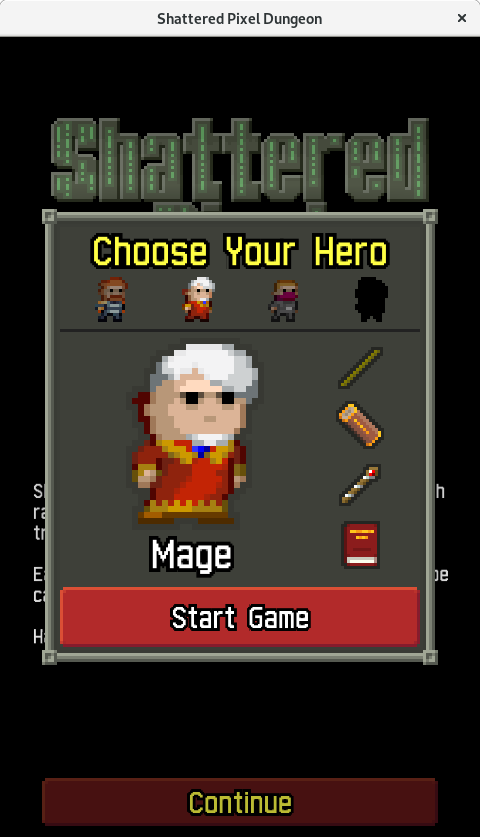 Shattered Pixel Dungeon
Shattered
Choose Your Hero
Mage
Start Game
Continue